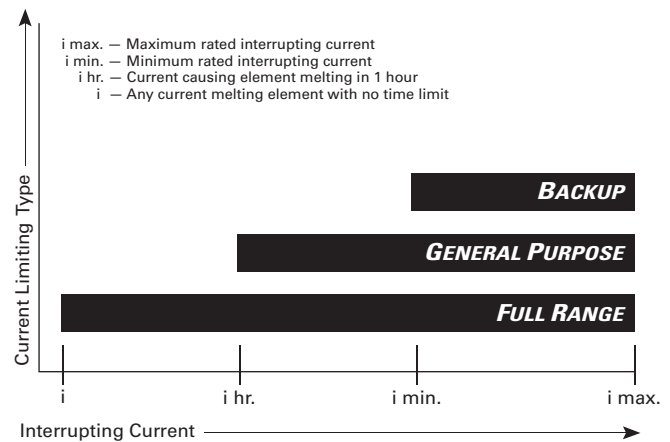 i max. — Maximum rated interrupting current
i min. — Minimum rated interrupting current
i hr. — Current causing element melting in 1 hour
i — Any current melting element with no time limit
Current Limiting Type
BACKUP
GENERAL PURPOSE
FULL RANGE
i
i hr.
i min.
i max.
Interrupting Current